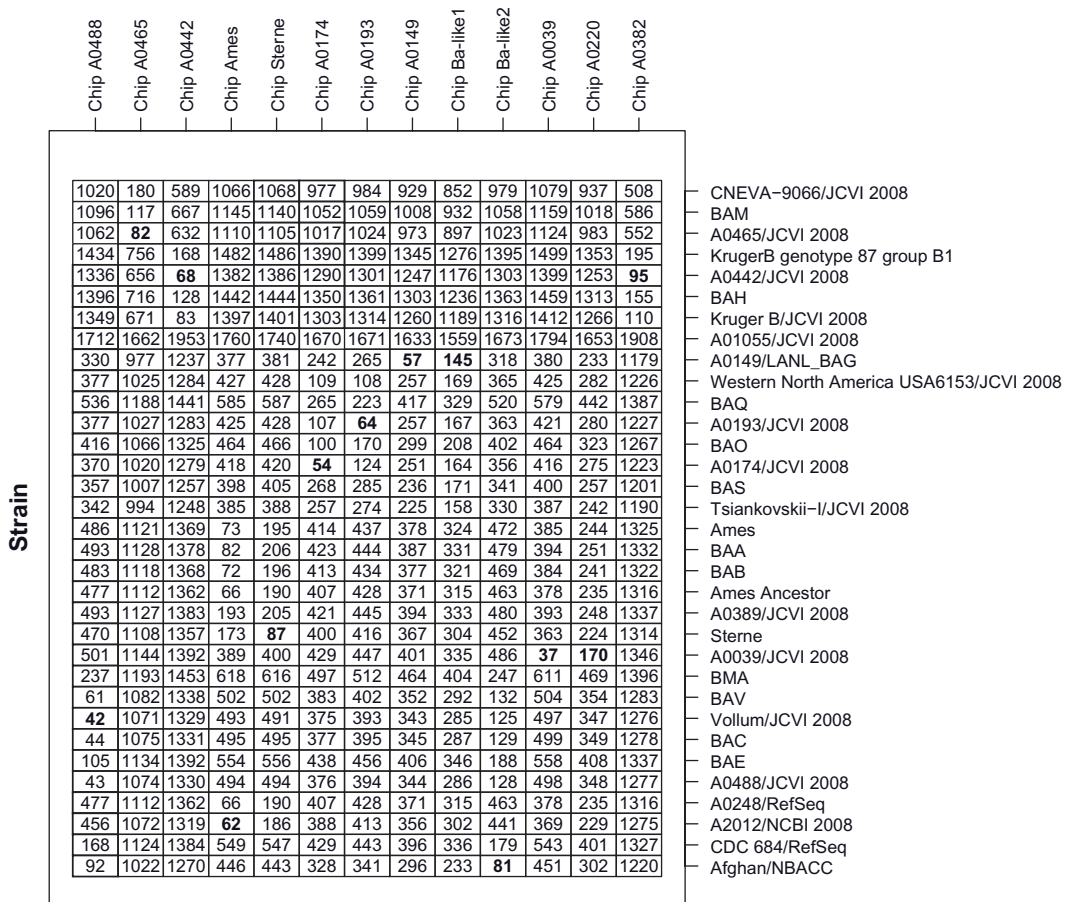 Chip A0488
Chip A0465
Chip A0442
Chip Ames
Chip Sterne
Chip A0174
Chip A0193
Chip A0149
Chip Ba-like1
Chip Ba-like2
Chip A0039
Chip A0220
Chip A0382
Strain
1020 180 589 1066 1068 977 984 929 852 979 1079 937 508 CNEVA−9066/JCVI 2008
1096 117 667 1145 1140 1052 1059 1008 932 1058 1159 1018 586 BAM
1062 82 632 1110 1105 1017 1024 973 897 1023 1124 983 552 A0465/JCVI 2008
1434 756 168 1482 1486 1390 1399 1345 1276 1395 1499 1353 195 KrugerB genotype 87 group B1
1336 656 68 1382 1386 1290 1301 1247 1176 1303 1399 1253 95 A0442/JCVI 2008
1396 716 128 1442 1444 1350 1361 1303 1236 1363 1459 1313 155 BAH
1349 671 83 1397 1401 1303 1314 1260 1189 1316 1412 1266 110 Kruger B/JCVI 2008
1712 1662 1953 1760 1740 1670 1671 1633 1559 1673 1794 1653 1908 A01055/JCVI 2008
330 977 1237 377 381 242 265 57 145 318 380 233 1179 A0149/LANL_BAG
377 1025 1284 427 428 109 108 257 169 365 425 282 1226 Western North America USA6153/JCVI 2008
536 1188 1441 585 587 265 223 417 329 520 579 442 1387 BAQ
377 1027 1283 425 428 107 64 257 167 363 421 280 1227 A0193/JCVI 2008
416 1066 1325 464 466 100 170 299 208 402 464 323 1267 BAO
370 1020 1279 418 420 54 124 251 164 356 416 275 1223 A0174/JCVI 2008
357 1007 1257 398 405 268 285 236 171 341 400 257 1201 BAS
342 994 1248 385 388 257 274 225 158 330 387 242 1190 Tsiankovskii−I/JCVI 2008
486 1121 1369 73 195 414 437 378 324 472 385 244 1325 Ames
493 1128 1378 82 206 423 444 387 331 479 394 251 1332 BAA
483 1118 1368 72 196 413 434 377 321 469 384 241 1322 BAB
477 1112 1362 66 190 407 428 371 315 463 378 235 1316 Ames Ancestor
493 1127 1383 193 205 421 445 394 333 480 393 248 1337 A0389/JCVI 2008
470 1108 1357 173 87 400 416 367 304 452 363 224 1314 Sterne
501 1144 1392 389 400 429 447 401 335 486 37 170 1346 A0039/JCVI 2008
237 1193 1453 618 616 497 512 464 404 247 611 469 1396 BMA
61 1082 1338 502 502 383 402 352 292 132 504 354 1283 BAV
42 1071 1329 493 491 375 393 343 285 125 497 347 1276 Vollum/JCVI 2008
44 1075 1331 495 495 377 395 345 287 129 499 349 1278 BAC
105 1134 1392 554 556 438 456 406 346 188 558 408 1337 BAE
43 1074 1330 494 494 376 394 344 286 128 498 348 1277 A0488/JCVI 2008
477 1112 1362 66 190 407 428 371 315 463 378 235 1316 A0248/RefSeq
456 1072 1319 62 186 388 413 356 302 441 369 229 1275 A2012/NCBI 2008
168 1124 1384 549 547 429 443 396 336 179 543 401 1327 CDC 684/RefSeq
92 1022 1270 446 443 328 341 296 233 81 451 302 1220 Afghan/NBACC